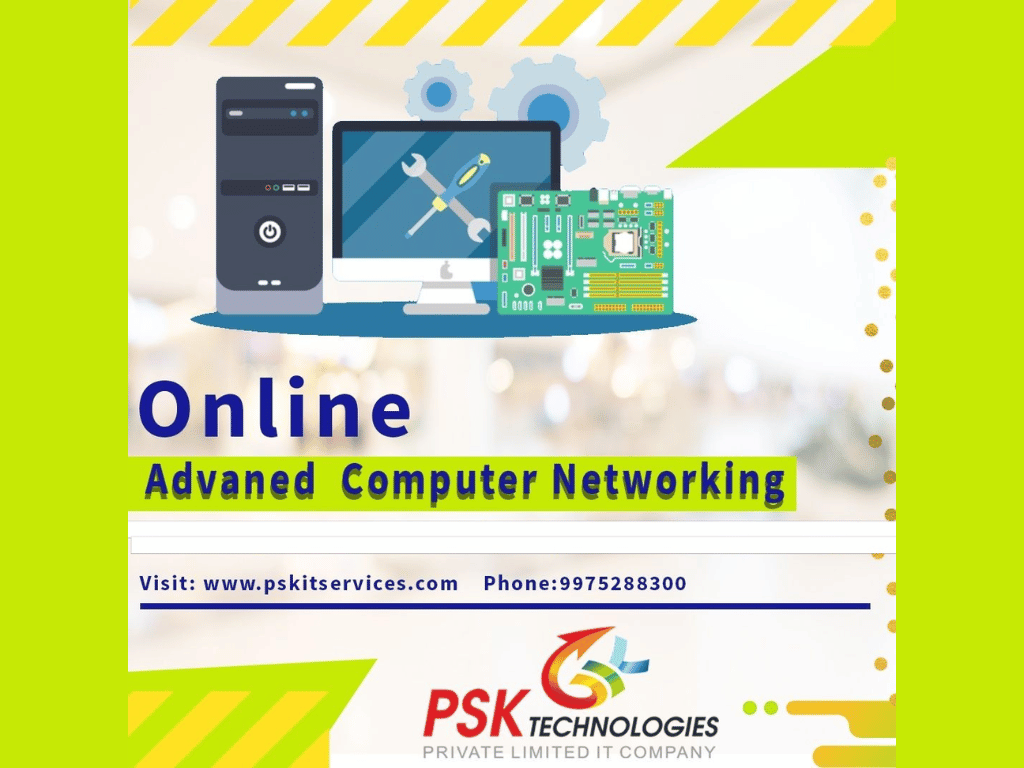 Online
Advaned Computer Networking
Visit: www.pskitservices.com Phone:9975288300
PSK TECHNOLOGIES
PRIVATE LIMITED IT COMPANY